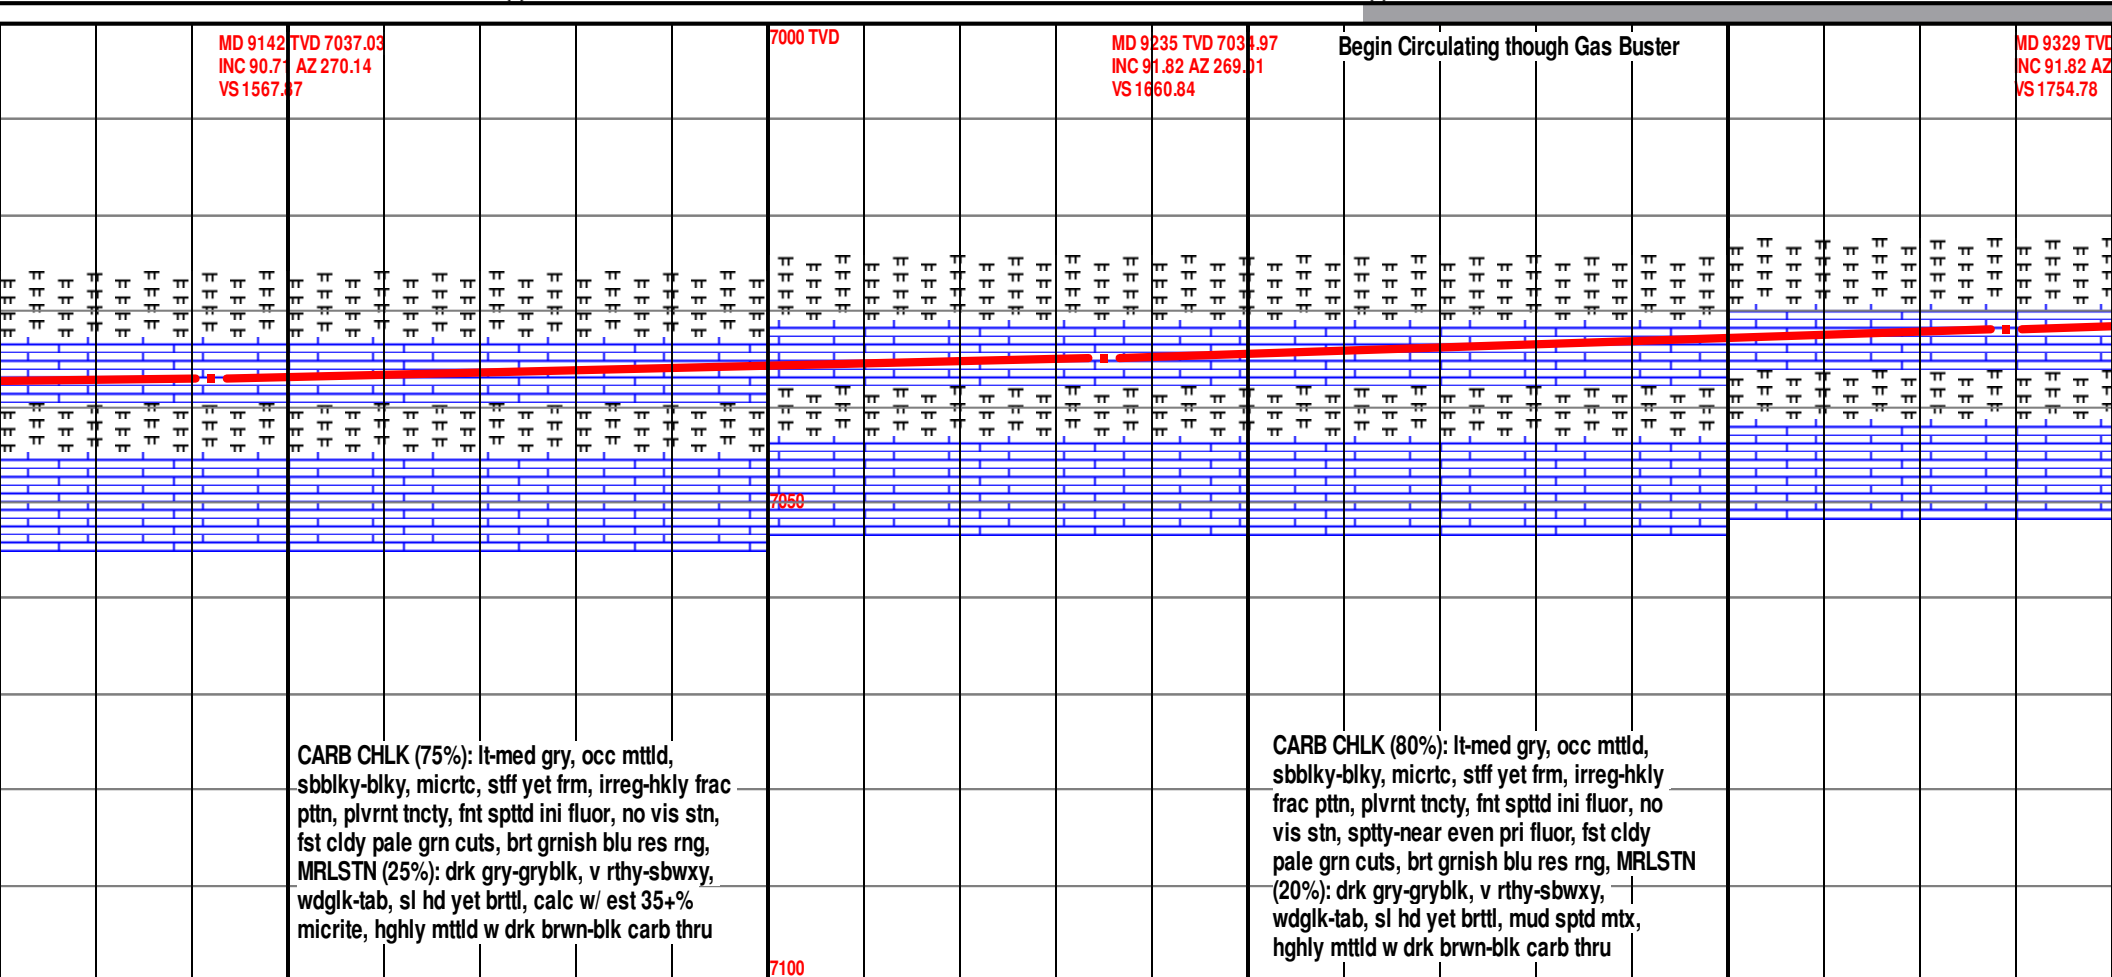 MD 9142 TVD 7037.03
INC 90.71 AZ 270.14
VS 1567.87
7000 TVD
MD 9235 TVD 7034.97
INC 91.82 AZ 269.01
VS 1660.84
Begin Circulating though Gas Buster
MD 9329 TVD
INC 91.82 AZ
VS 1754.78
7050
CARB CHLK (75%): lt-med gry, occ mttld,
sbblky-blky, micrtc, stff yet frm, irreg-hkly frac
pttn, plvrnt tncty, fnt spttd ini fluor, no vis stn,
fst cldy pale grn cuts, brt grnish blu res rng,
MRLSTN (25%): drk gry-gryblk, v rthy-sbwxy,
wdglk-tab, sl hd yet brttl, calc w/ est 35+%
micrite, hghly mttld w drk brwn-blk carb thru
CARB CHLK (80%): lt-med gry, occ mttld,
sbblky-blky, micrtc, stff yet frm, irreg-hkly
frac pttn, plvrnt tncty, fnt spttd ini fluor, no
vis stn, sptty-near even pri fluor, fst cldy
pale grn cuts, brt grnish blu res rng, MRLSTN
(20%): drk gry-gryblk, v rthy-sbwxy,
wdglk-tab, sl hd yet brttl, mud sptd mtx,
hghly mttld w drk brwn-blk carb thru
7100